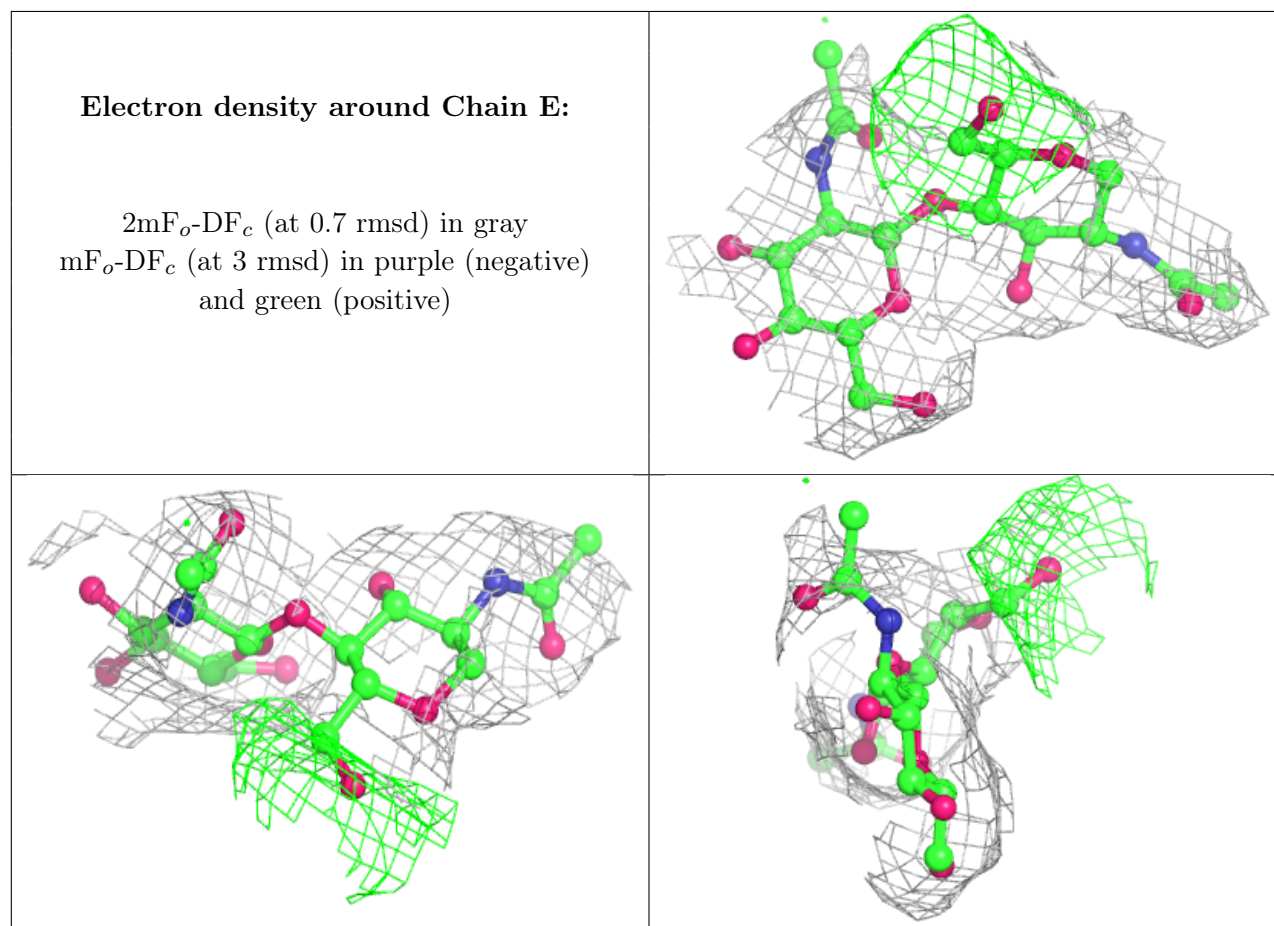 Electron density around Chain E:
2mFₒ-DF𝒸 (at 0.7 rmsd) in gray
mFₒ-DF𝒸 (at 3 rmsd) in purple (negative)
and green (positive)